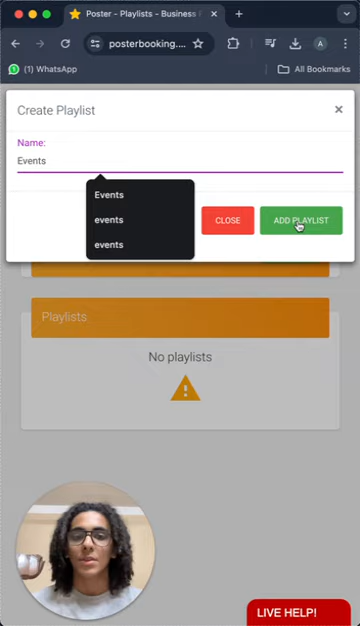 Poster - Playlists - Business P
posterbooking....
A
(1) WhatsApp
All Bookmarks
Create Playlist
Name:
Events
Events
events
events
CLOSE
ADD PLAYLIST
Playlists
No playlists
LIVE HELP!